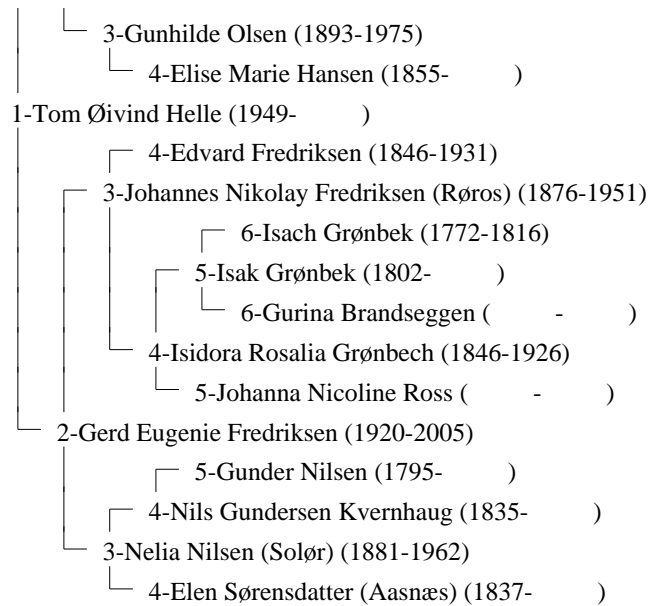 3-Gunhilde Olsen (1893-1975)
4-Elise Marie Hansen (1855- )
1-Tom Øivind Helle (1949- )
4-Edvard Fredriksen (1846-1931)
3-Johannes Nikolay Fredriksen (Røros) (1876-1951)
6-Isach Grønbek (1772-1816)
5-Isak Grønbek (1802- )
6-Gurina Brandseggen ( - )
4-Isidora Rosalia Grønbech (1846-1926)
5-Johanna Nicoline Ross ( - )
2-Gerd Eugenie Fredriksen (1920-2005)
5-Gunder Nilsen (1795- )
4-Nils Gundersen Kvernhaug (1835- )
3-Nelia Nilsen (Solør) (1881-1962)
4-Elen Sørensdatter (Aasnæs) (1837- )